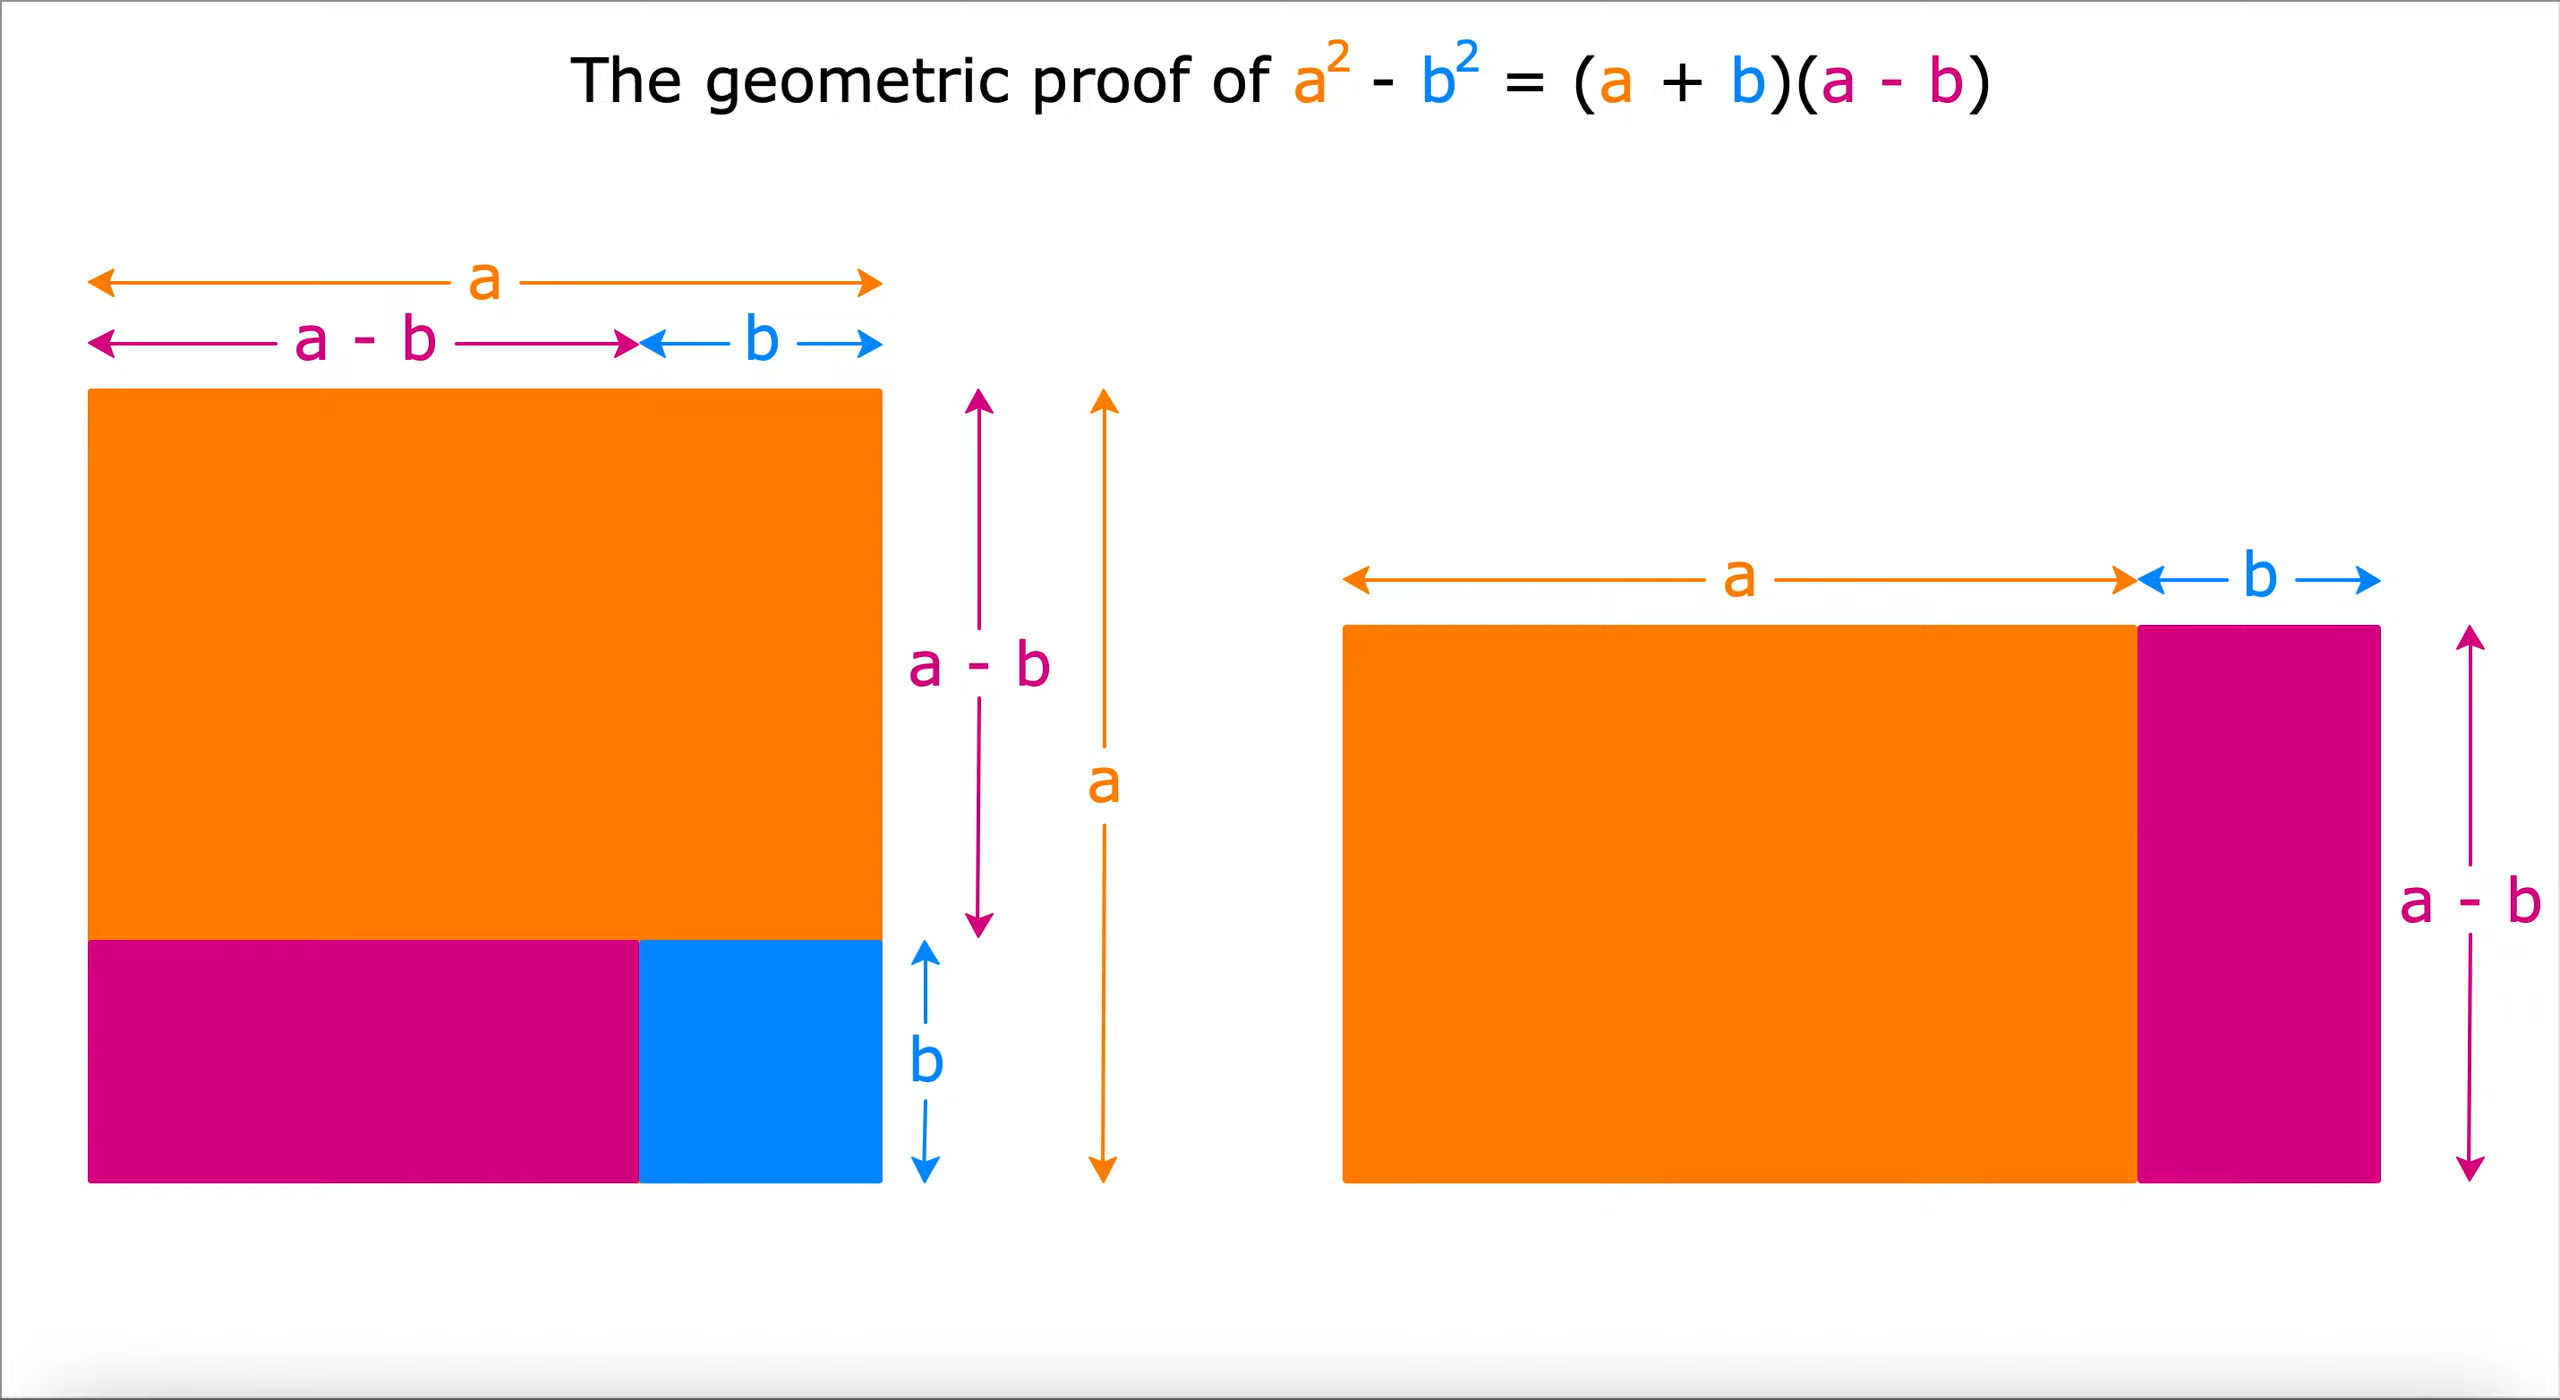 The geometric proof of a² - b² = (a + b)(a - b)
a
a - b
b
a - b
a
b
a
b
a - b